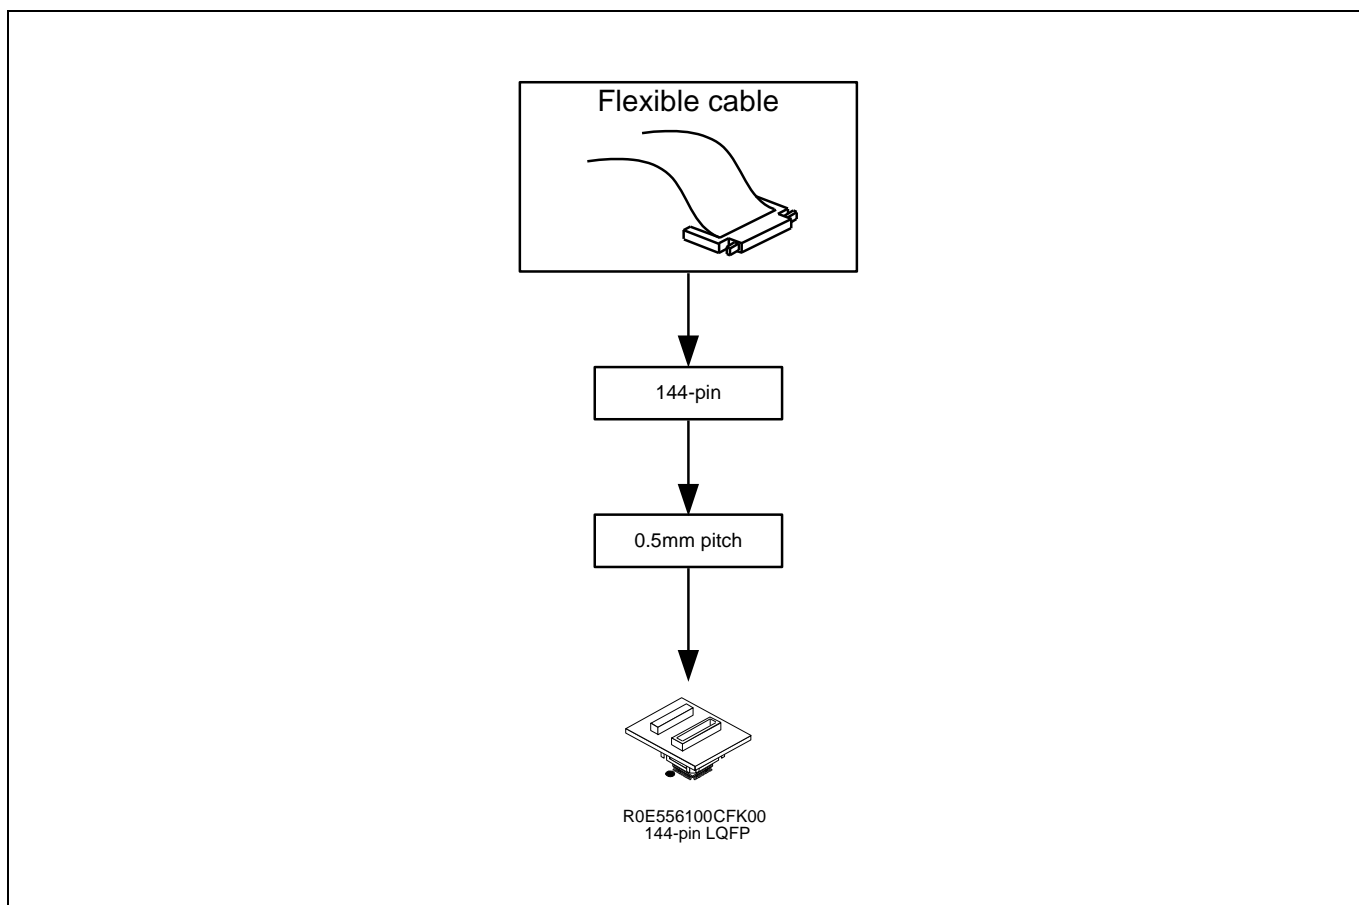 Flexible cable
144-pin
0.5mm pitch
R0E556100CFK00
144-pin LQFP